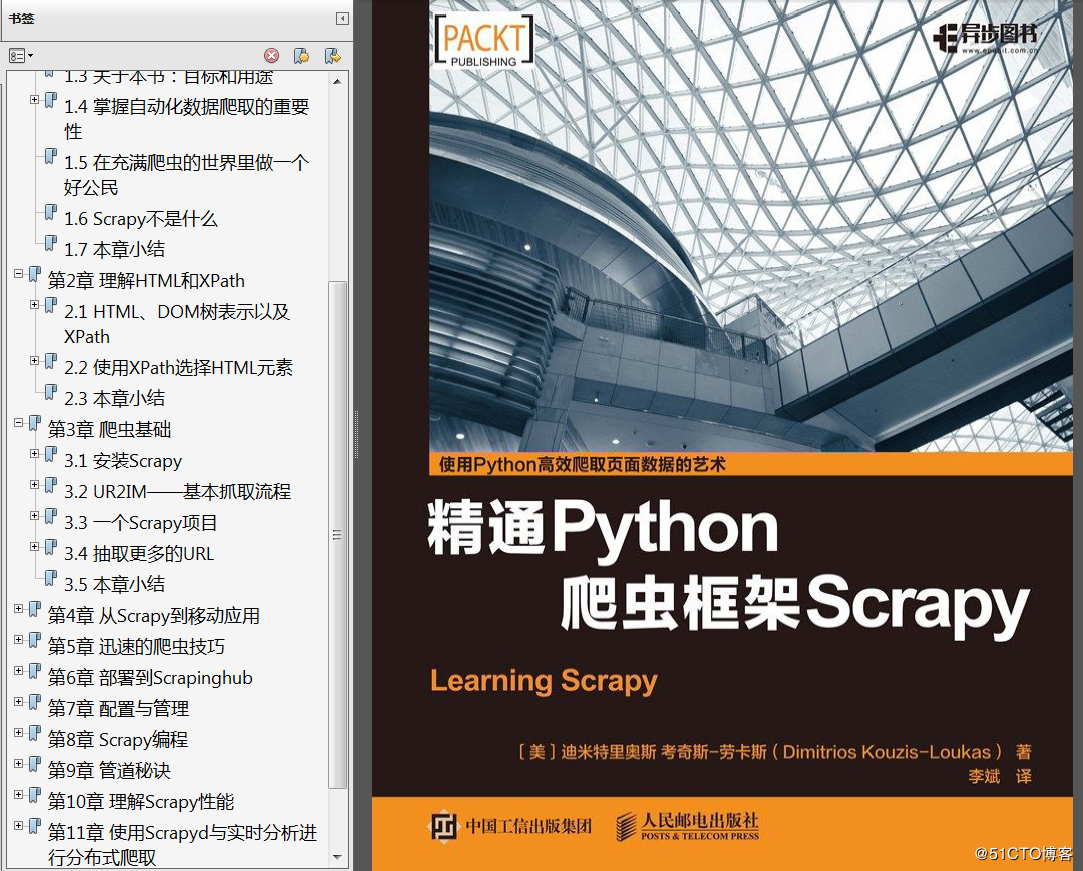 书签
1.3 关于本书：目标和用途
1.4 掌握自动化数据爬取的重要
性
1.5 在充满爬虫的世界里做一个
好公民
1.6 Scrapy不是什么
1.7 本章小结
第2章 理解HTML和XPath
2.1 HTML、DOM树表示以及
XPath
2.2 使用XPath选择HTML元素
2.3 本章小结
第3章 爬虫基础
3.1 安装Scrapy
3.2 UR2IM——基本抓取流程
3.3 一个Scrapy项目
3.4 抽取更多的URL
3.5 本章小结
第4章 从Scrapy到移动应用
第5章 迅速的爬虫技巧
第6章 部署到Scrapinghub
第7章 配置与管理
第8章 Scrapy编程
第9章 管道秘诀
第10章 理解Scrapy性能
第11章 使用Scrapyd与实时分析进
行分布式爬取
PACKT
PUBLISHING
异步图书
www.epubit.com.cn
使用Python高效爬取页面数据的艺术
精通Python
爬虫框架Scrapy
Learning Scrapy
［美］迪米特里奥斯 考奇斯-劳卡斯（Dimitrios Kouzis-Loukas） 著
李斌 译
中国工信出版集团
人民邮电出版社
POSTS & TELECOM PRESS
@51CTO博客